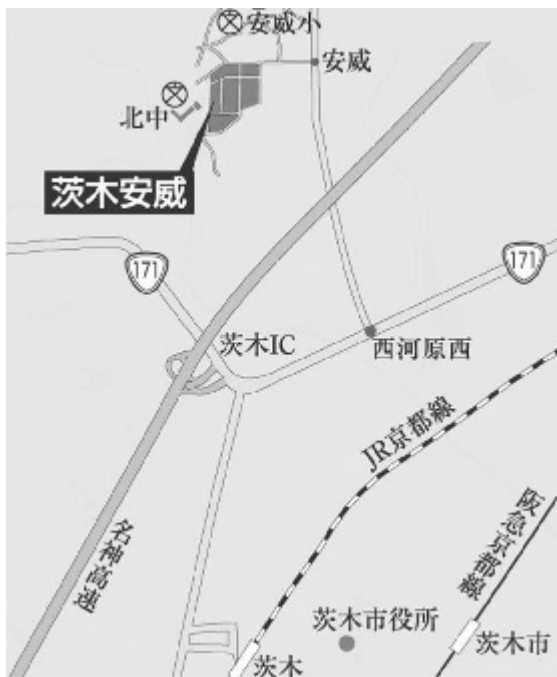 安威小
安威
北中
茨木安威
171
171
茨木IC
西河原西
JR京都線
阪急京都線
名神高速
茨木市役所
茨木市
茨木